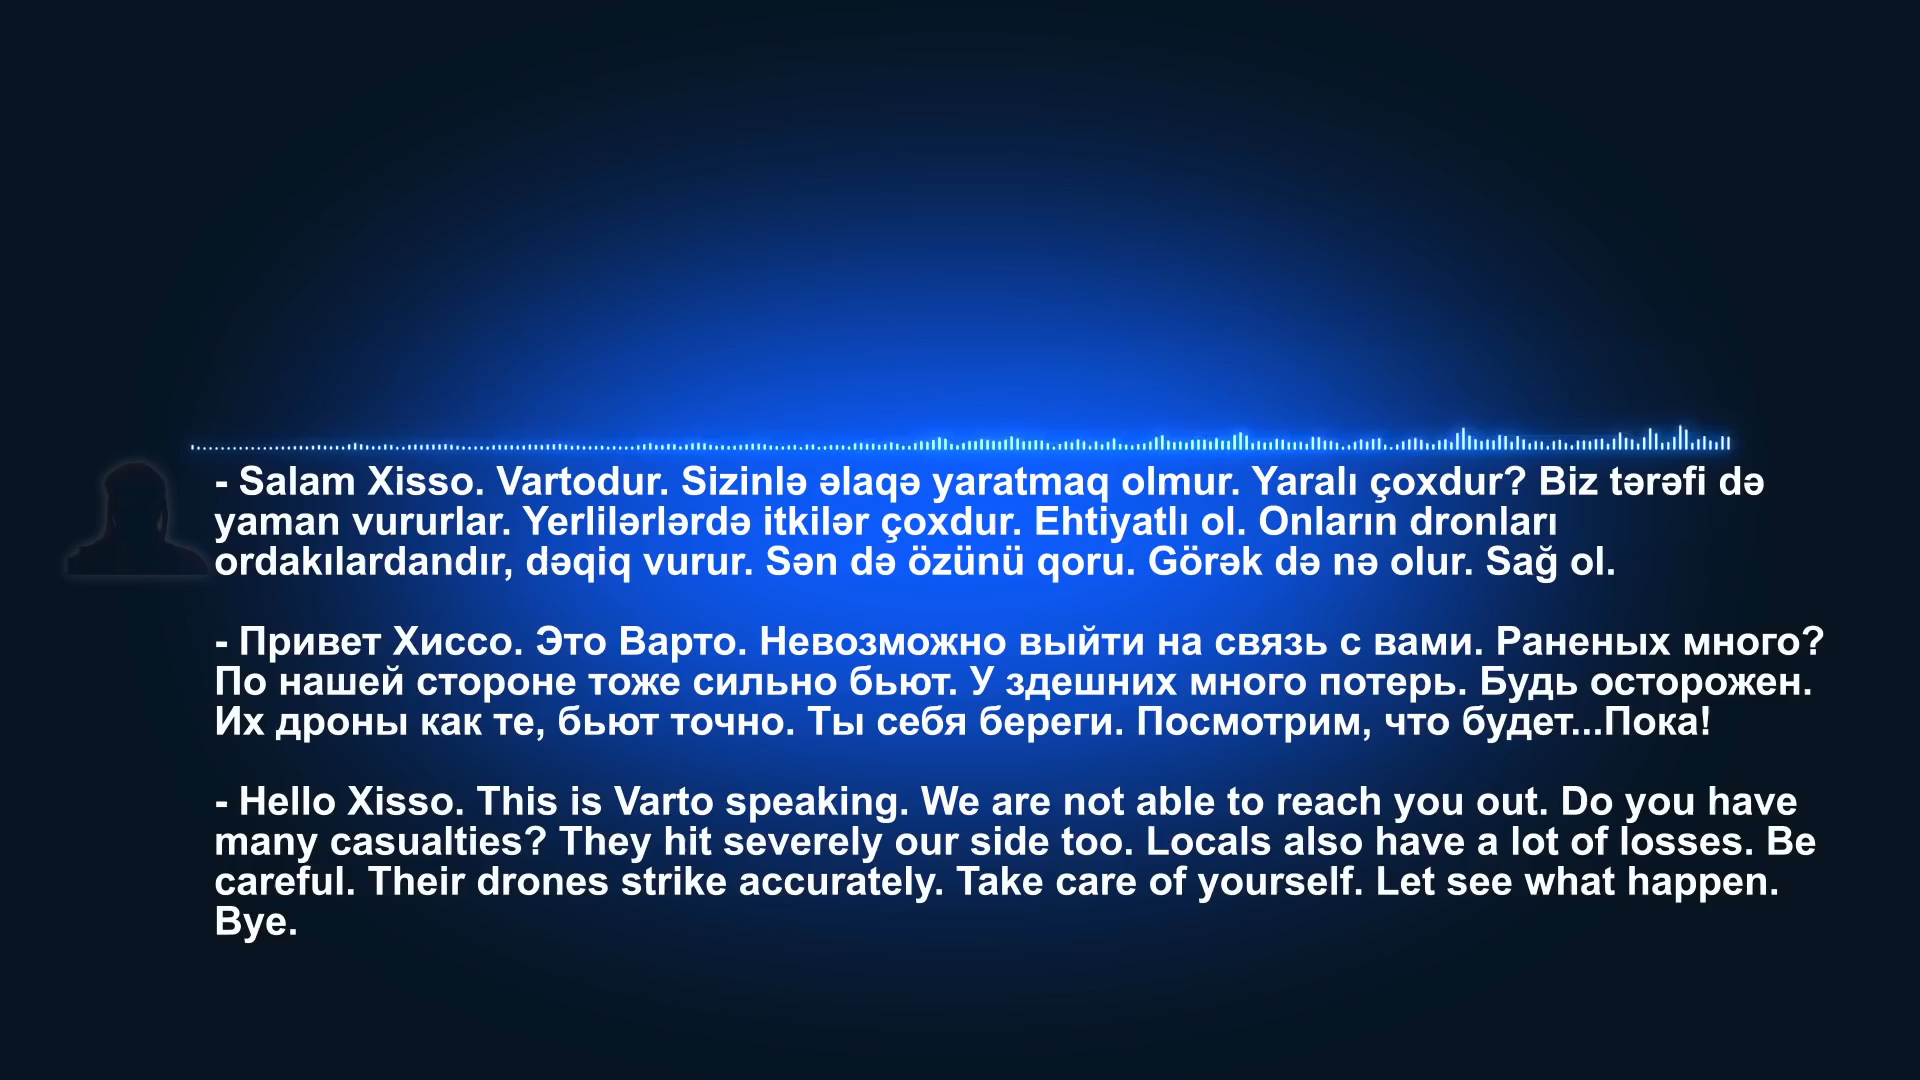 - Salam Xisso. Vartodur. Sizinlə əlaqə yaratmaq olmur. Yaralı çoxdur? Biz tərəfi də
yaman vururlar. Yerlilərlərdə itkilər çoxdur. Ehtiyatlı ol. Onların dronları
ordakılardandır, dəqiq vurur. Sən də özünü qoru. Görək də nə olur. Sağ ol.
- Привет Хиссо. Это Варто. Невозможно выйти на связь с вами. Раненых много?
По нашей стороне тоже сильно бьют. У здешних много потерь. Будь осторожен.
Их дроны как те, бьют точно. Ты себя береги. Посмотрим, что будет...Пока!
- Hello Xisso. This is Varto speaking. We are not able to reach you out. Do you have
many casualties? They hit severely our side too. Locals also have a lot of losses. Be
careful. Their drones strike accurately. Take care of yourself. Let see what happen.
Bye.